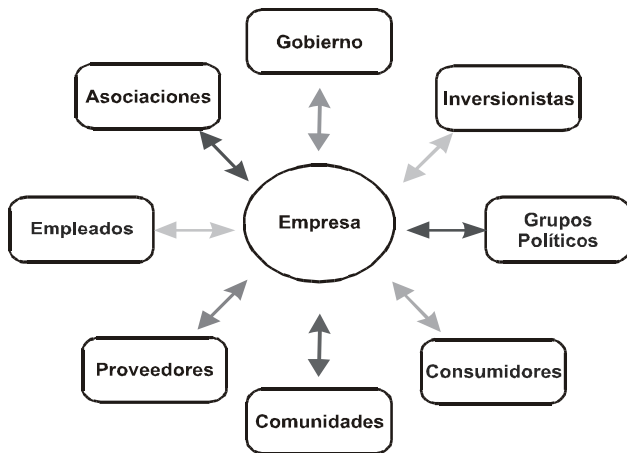 Gobierno
Asociaciones
Inversionistas
Empleados
Empresa
Grupos
Políticos
Proveedores
Consumidores
Comunidades